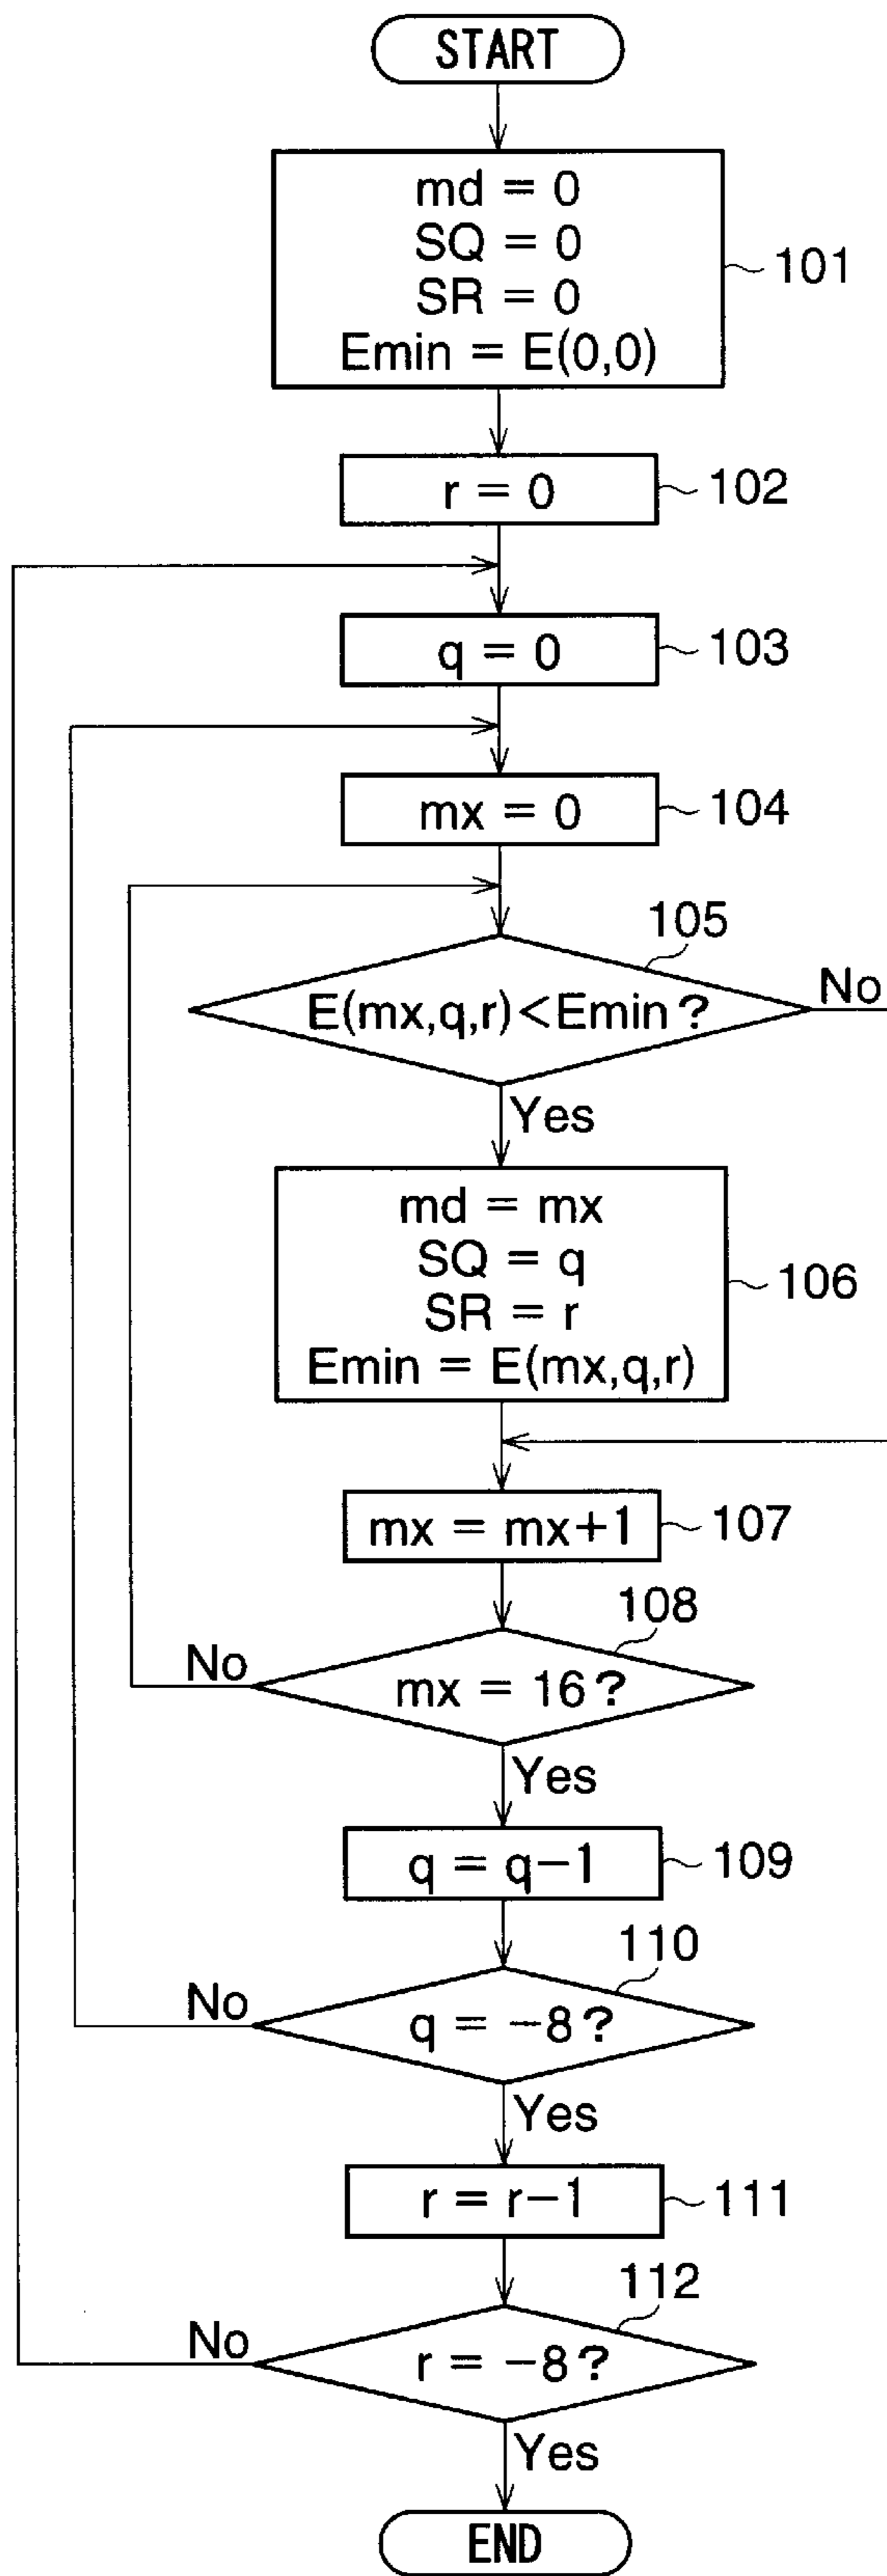 START
md = 0
SQ = 0
SR = 0
Emin = E(0,0)
101
r = 0
102
q = 0
103
mx = 0
104
105
E(mx,q,r)<Emin?
No
Yes
md = mx
SQ = q
SR = r
Emin = E(mx,q,r)
106
mx = mx+1
107
108
No
mx = 16?
Yes
q = q−1
109
110
No
q = −8?
Yes
r = r−1
111
112
No
r = −8?
Yes
END